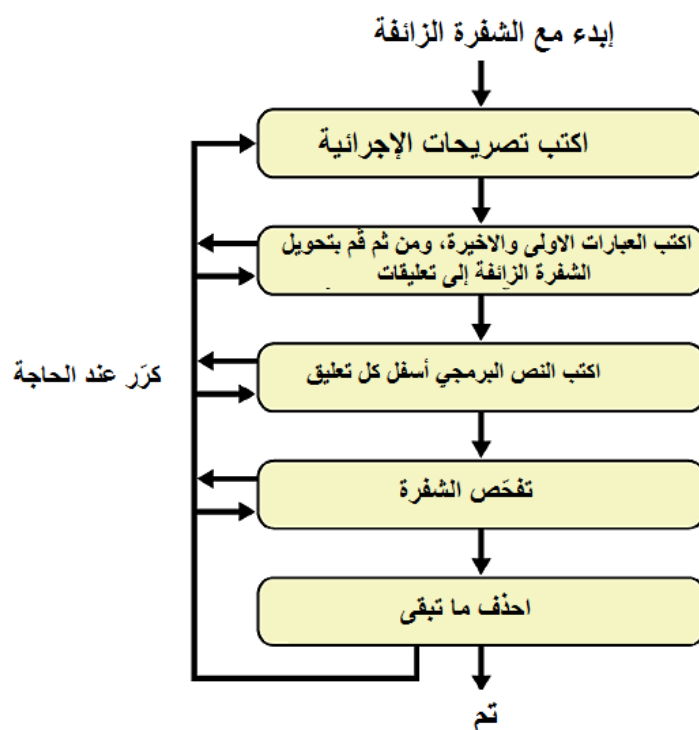 إبدء مع الشفرة الزائفة
اكتب تصريحات الإجرائية
اكتب العبارات الاولى والاخيرة، ومن ثم قُم بتحويل
الشفرة الزائفة إلى تعليقات
اكتب النص البرمجي أسفل كل تعليق
كرّر عند الحاجة
تفحّص الشفرة
احذف ما تبقى
تم